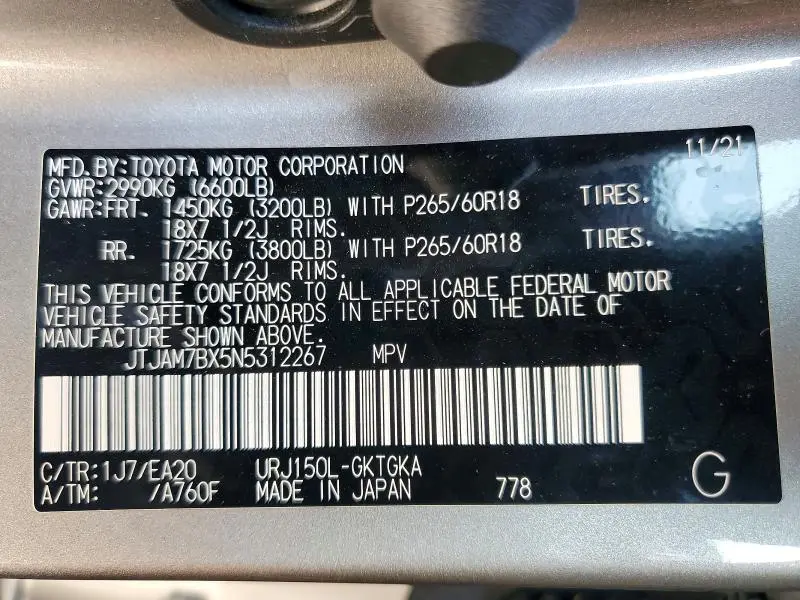 11/21
MFD. BY: TOYOTA MOTOR CORPORATION
GVWR: 2990KG (6600LB)
GAWR: FRT. 1450KG (3200LB) WITH P265/60R18 TIRES.
18X7 1/2J RIMS.
RR. 1725KG (3800LB) WITH P265/60R18 TIRES.
18X7 1/2J RIMS.
THIS VEHICLE CONFORMS TO ALL APPLICABLE FEDERAL MOTOR
VEHICLE SAFETY STANDARDS IN EFFECT ON THE DATE OF
MANUFACTURE SHOWN ABOVE.
JTJAM7BX5N5312267 MPV
C/TR: 1J7/EA20 URJ150L-GKTGKA
A/TM: /A760F MADE IN JAPAN 778 G